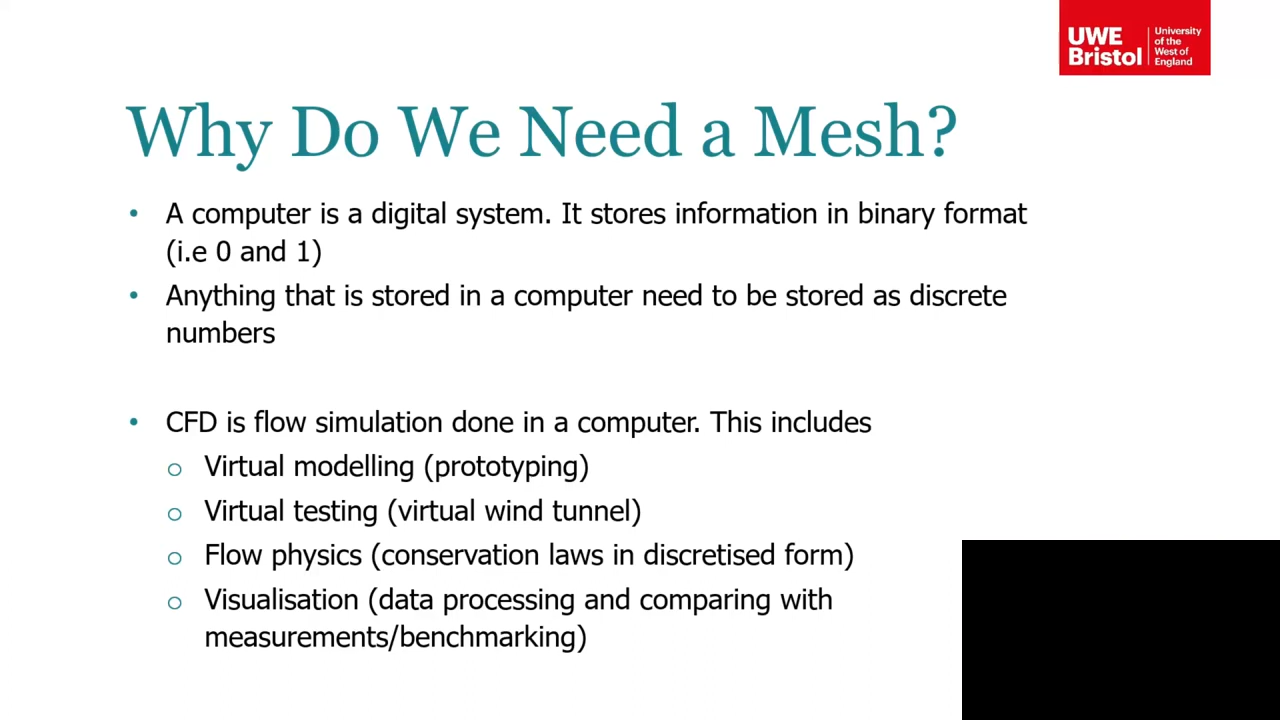 UWE
Bristol
University
of the
West of
England
Why Do We Need a Mesh?
• A computer is a digital system. It stores information in binary format
(i.e 0 and 1)
• Anything that is stored in a computer need to be stored as discrete
numbers
• CFD is flow simulation done in a computer. This includes
o Virtual modelling (prototyping)
o Virtual testing (virtual wind tunnel)
o Flow physics (conservation laws in discretised form)
o Visualisation (data processing and comparing with
measurements/benchmarking)